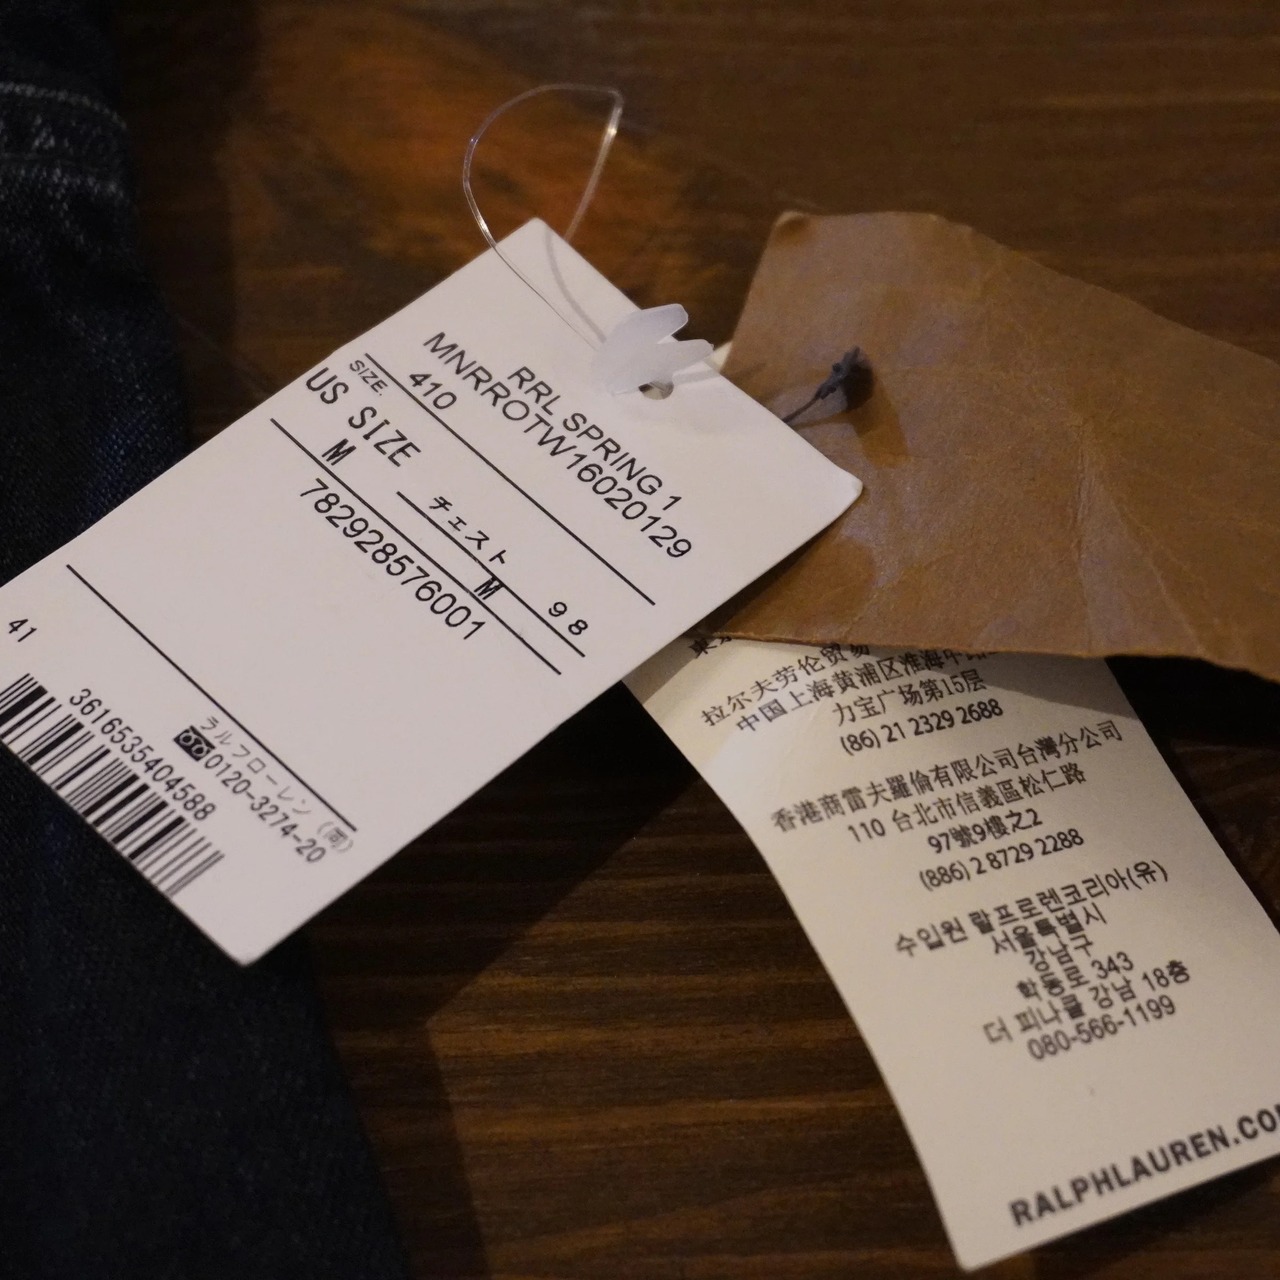 RRL SPRING 1
MNRROTW16020129
410
SIZE.
US SIZE
M
チェスト
M 98
782928576001
ラルフローレン (同)
0120-3274-20
41
3616535404588
拉尔夫劳伦贸易
中国上海黄浦区淮海中路
力宝广场第15层
(86) 21 2329 2688
香港商雷夫羅倫有限公司台灣分公司
110 台北市信義區松仁路
97號9樓之2
(886) 2 8729 2288
수입원 랄프로렌코리아(유)
서울특별시
강남구
학동로 343
더 피나클 강남 18층
080-566-1199
RALPHLAUREN.CO